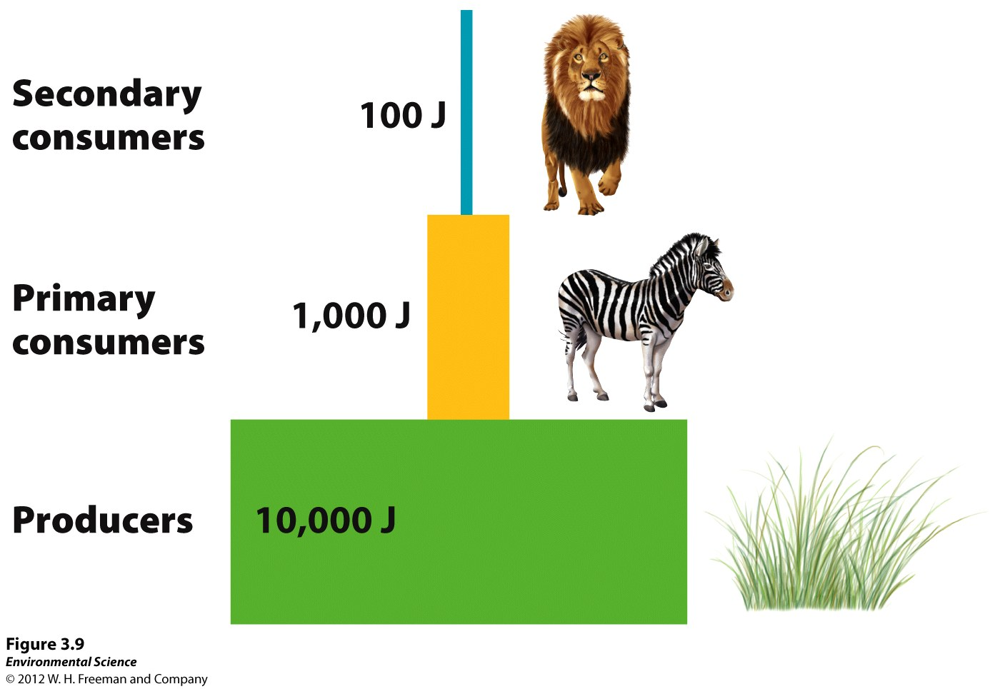 Secondary
consumers
100 J
Primary
consumers
1,000 J
Producers
10,000 J
Figure 3.9
Environmental Science
© 2012 W. H. Freeman and Company